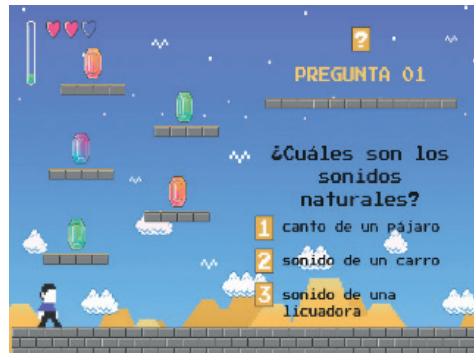 ?
PREGUNTA 01
¿Cuáles son los
sonidos
naturales?
1 canto de un pájaro
2 sonido de un carro
3 sonido de una
licuadora